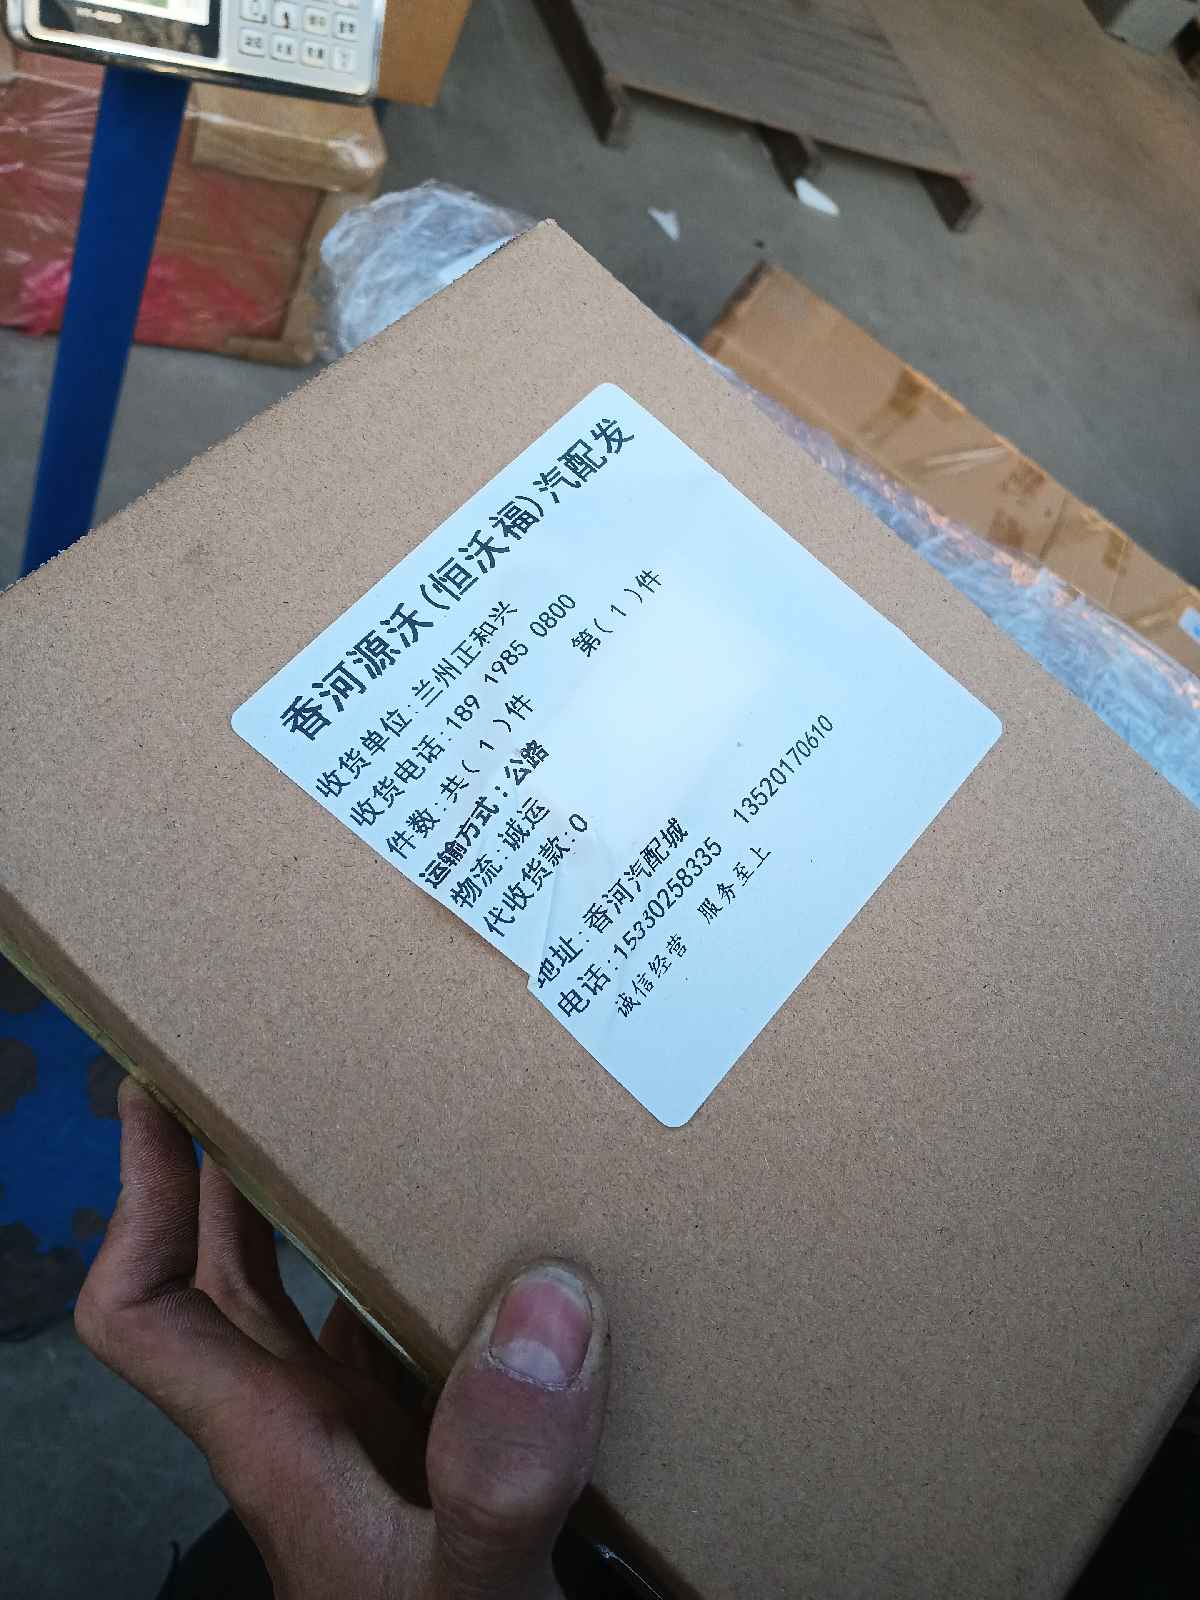 香河源沃(恒沃福)汽配发
收货单位:兰州正和兴
收货电话:189 1985 0800
件数:共( 1 )件 第( 1 )件
运输方式:公路
物流:诚运
代收货款:0
地址:香河汽配城
电话:15330258335 13520170610
诚信经营 服务至上